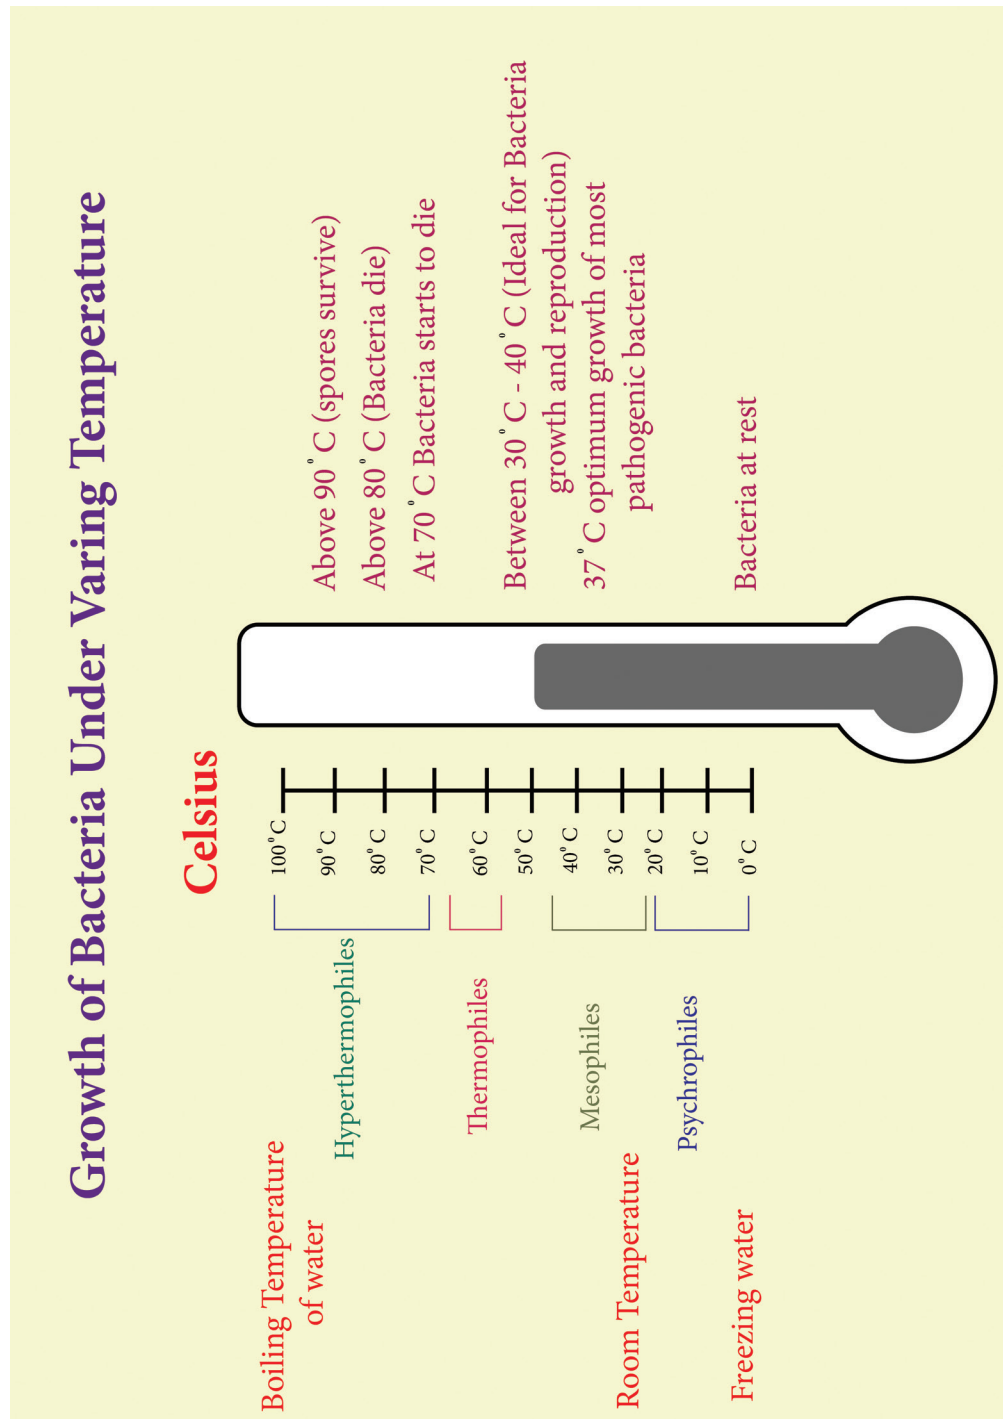 Growth of Bacteria Under Varing Temperature
Celsius
Boiling Temperature
of water
Room Temperature
Freezing water
Hyperthermophiles
Thermophiles
Mesophiles
Psychrophiles
100° C
90° C
80° C
70° C
60° C
50° C
40° C
30° C
20° C
10° C
0° C
Above 90° C (spores survive)
Above 80° C (Bacteria die)
At 70° C Bacteria starts to die
Between 30° C - 40° C (Ideal for Bacteria
growth and reproduction)
37° C optimum growth of most
pathogenic bacteria
Bacteria at rest